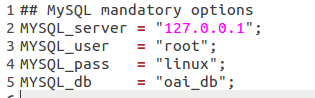 1 ## MySQL mandatory options
2 MYSQL_server = "127.0.0.1";
3 MYSQL_user   = "root";
4 MYSQL_pass   = "linux";
5 MYSQL_db     = "oai_db";